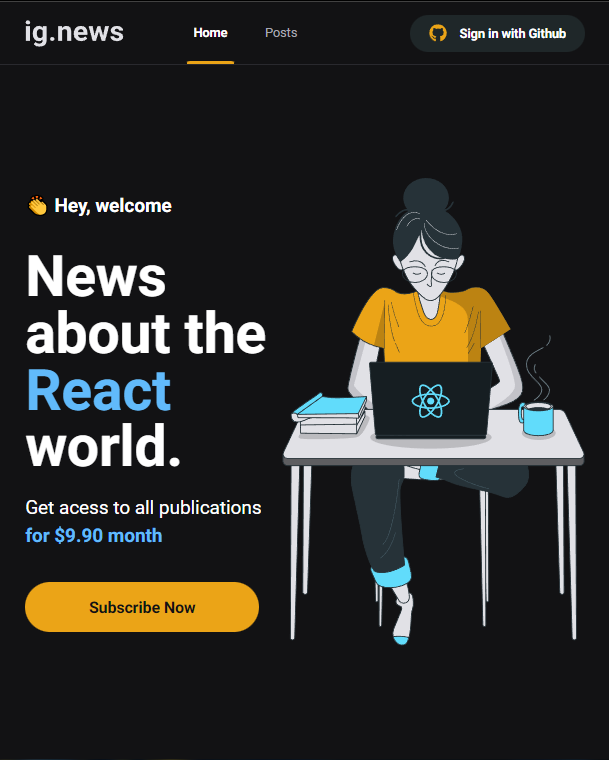 ig.news
Home
Posts
Sign in with Github
👏 Hey, welcome
News
about the
React
world.
Get acess to all publications
for $9.90 month
Subscribe Now